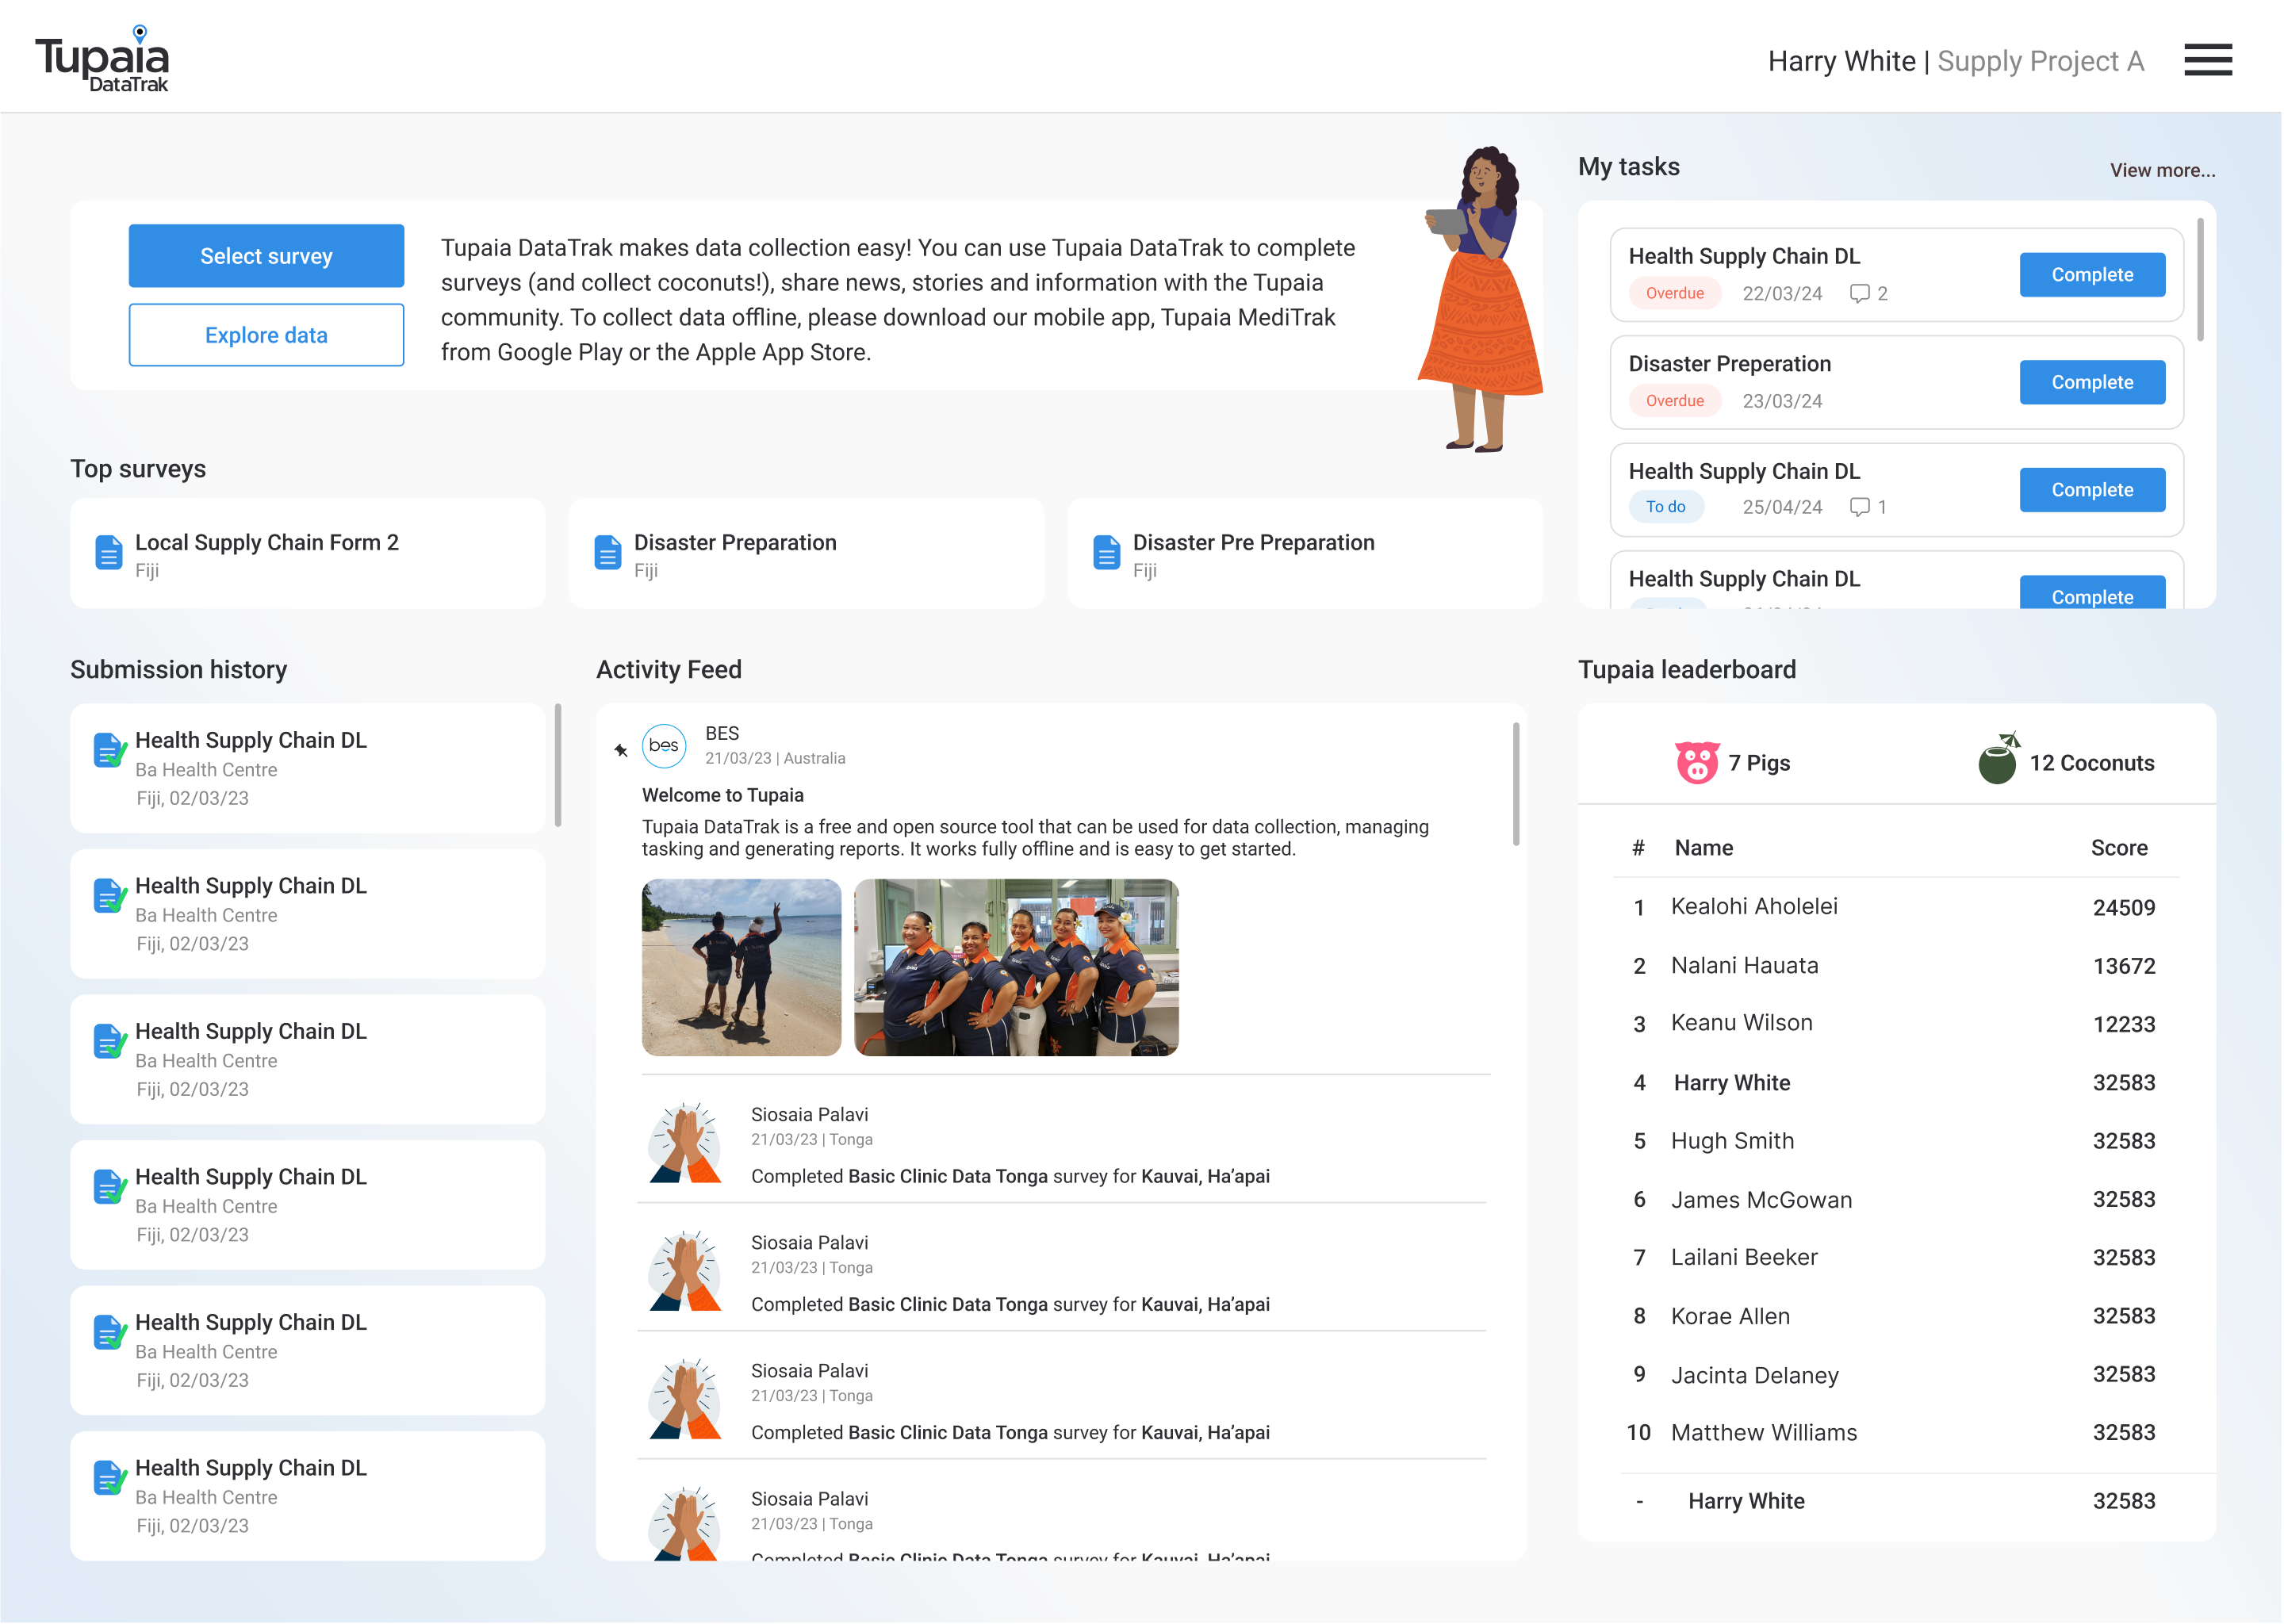 Tupaia
DataTrak
Harry White | Supply Project A
Select survey
Explore data
Tupaia DataTrak makes data collection easy! You can use Tupaia DataTrak to complete
surveys (and collect coconuts!), share news, stories and information with the Tupaia
community. To collect data offline, please download our mobile app, Tupaia MediTrak
from Google Play or the Apple App Store.
My tasks
View more...
Health Supply Chain DL
Overdue 22/03/24 2
Complete
Disaster Preperation
Overdue 23/03/24
Complete
Health Supply Chain DL
To do 25/04/24 1
Complete
Health Supply Chain DL
Complete
Top surveys
Local Supply Chain Form 2
Fiji
Disaster Preparation
Fiji
Disaster Pre Preparation
Fiji
Submission history
Health Supply Chain DL
Ba Health Centre
Fiji, 02/03/23
Health Supply Chain DL
Ba Health Centre
Fiji, 02/03/23
Health Supply Chain DL
Ba Health Centre
Fiji, 02/03/23
Health Supply Chain DL
Ba Health Centre
Fiji, 02/03/23
Health Supply Chain DL
Ba Health Centre
Fiji, 02/03/23
Health Supply Chain DL
Ba Health Centre
Fiji, 02/03/23
Activity Feed
bes
BES
21/03/23 | Australia
Welcome to Tupaia
Tupaia DataTrak is a free and open source tool that can be used for data collection, managing
tasking and generating reports. It works fully offline and is easy to get started.
Siosaia Palavi
21/03/23 | Tonga
Completed Basic Clinic Data Tonga survey for Kauvai, Ha’apai
Siosaia Palavi
21/03/23 | Tonga
Completed Basic Clinic Data Tonga survey for Kauvai, Ha’apai
Siosaia Palavi
21/03/23 | Tonga
Completed Basic Clinic Data Tonga survey for Kauvai, Ha’apai
Siosaia Palavi
21/03/23 | Tonga
Completed Basic Clinic Data Tonga survey for Kauvai, Ha’apai
Tupaia leaderboard
7 Pigs
12 Coconuts
# Name Score
1 Kealohi Aholelei 24509
2 Nalani Hauata 13672
3 Keanu Wilson 12233
4 Harry White 32583
5 Hugh Smith 32583
6 James McGowan 32583
7 Lailani Beeker 32583
8 Korae Allen 32583
9 Jacinta Delaney 32583
10 Matthew Williams 32583
- Harry White 32583